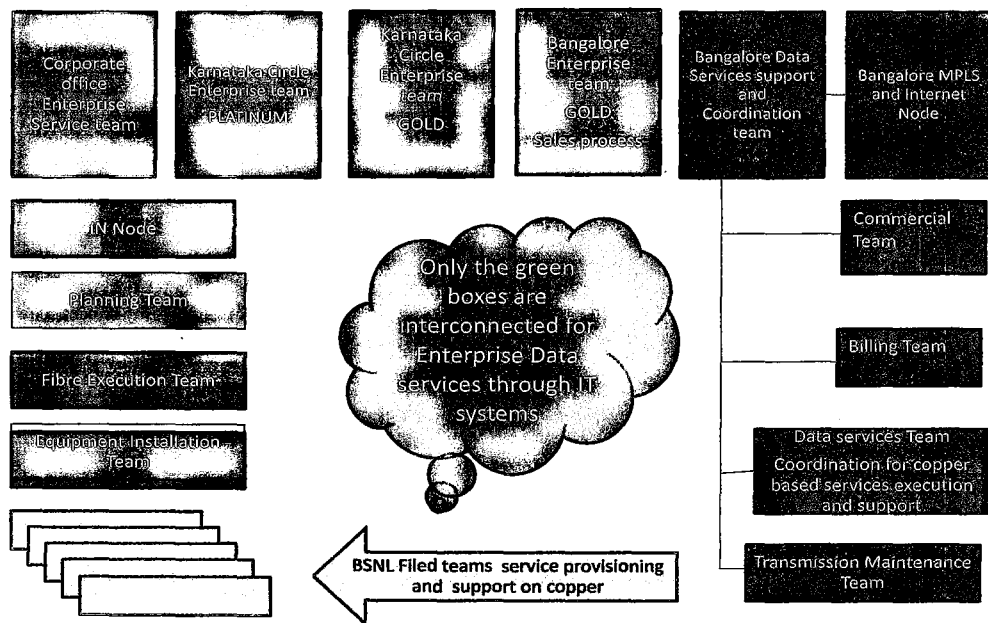 Corporate
office
Enterprise
Service team
Karnataka Circle
Enterprise team
PLATINUM
Karnataka
Circle
Enterprise
team
GOLD
Bangalore
Enterprise
team
GOLD
Sales process
Bangalore Data
Services support
and
Coordination
team
Bangalore MPLS
and Internet
Node
IN Node
Planning Team
Fibre Execution Team
Equipment Installation
Team
Only the green
boxes are
interconnected for
Enterprise Data
services through IT
systems
Commercial
Team
Billing Team
Data services Team
Coordination for copper
based services execution
and support
Transmission Maintenance
Team
BSNL Filed teams service provisioning
and support on copper